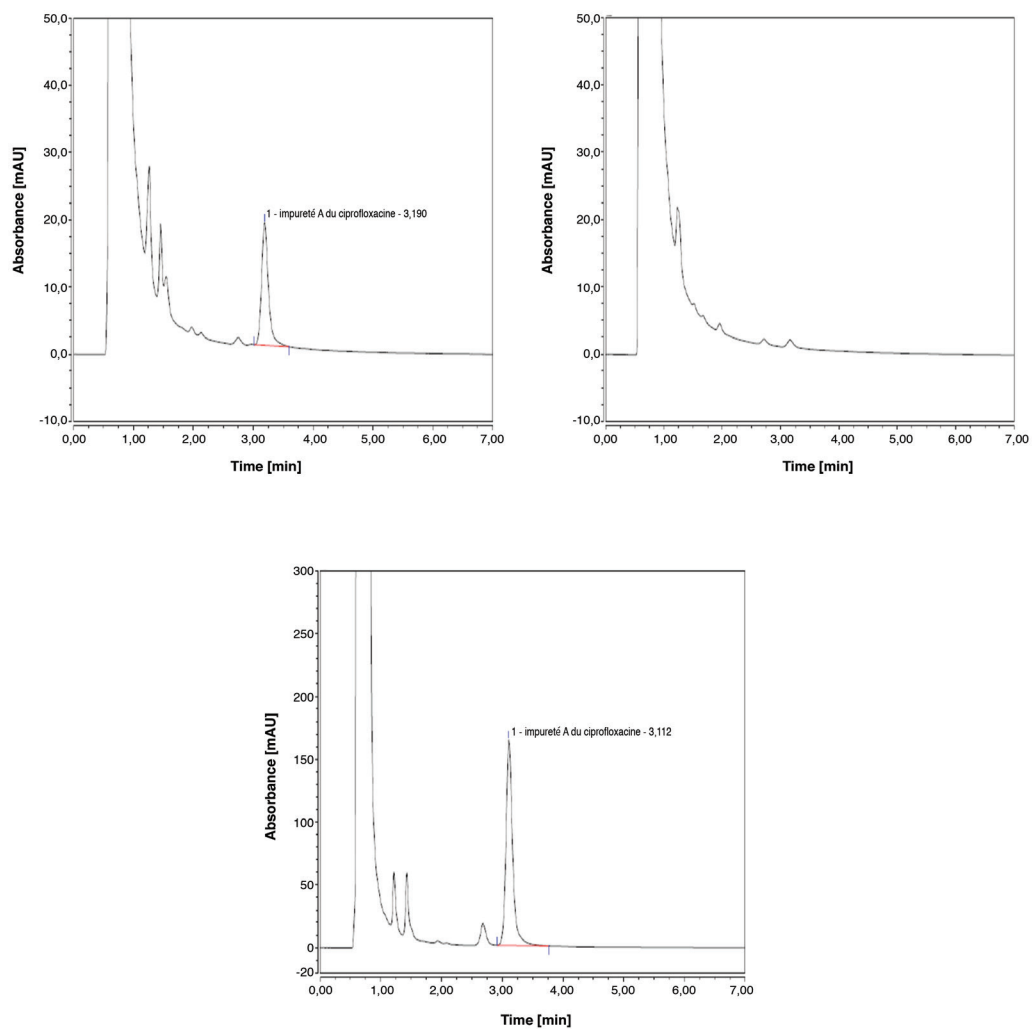 50,0
40,0
30,0
20,0
10,0
0,0
-10,0
Absorbance [mAU]
1 - impureté A du ciprofloxacine - 3,190
0,00 1,00 2,00 3,00 4,00 5,00 6,00 7,00
Time [min]
50,0
40,0
30,0
20,0
10,0
0,0
-10,0
Absorbance [mAU]
0,00 1,00 2,00 3,00 4,00 5,00 6,00 7,00
Time [min]
300
250
200
150
100
50
0
-20
Absorbance [mAU]
1 - impureté A du ciprofloxacine - 3,112
0,00 1,00 2,00 3,00 4,00 5,00 6,00 7,00
Time [min]